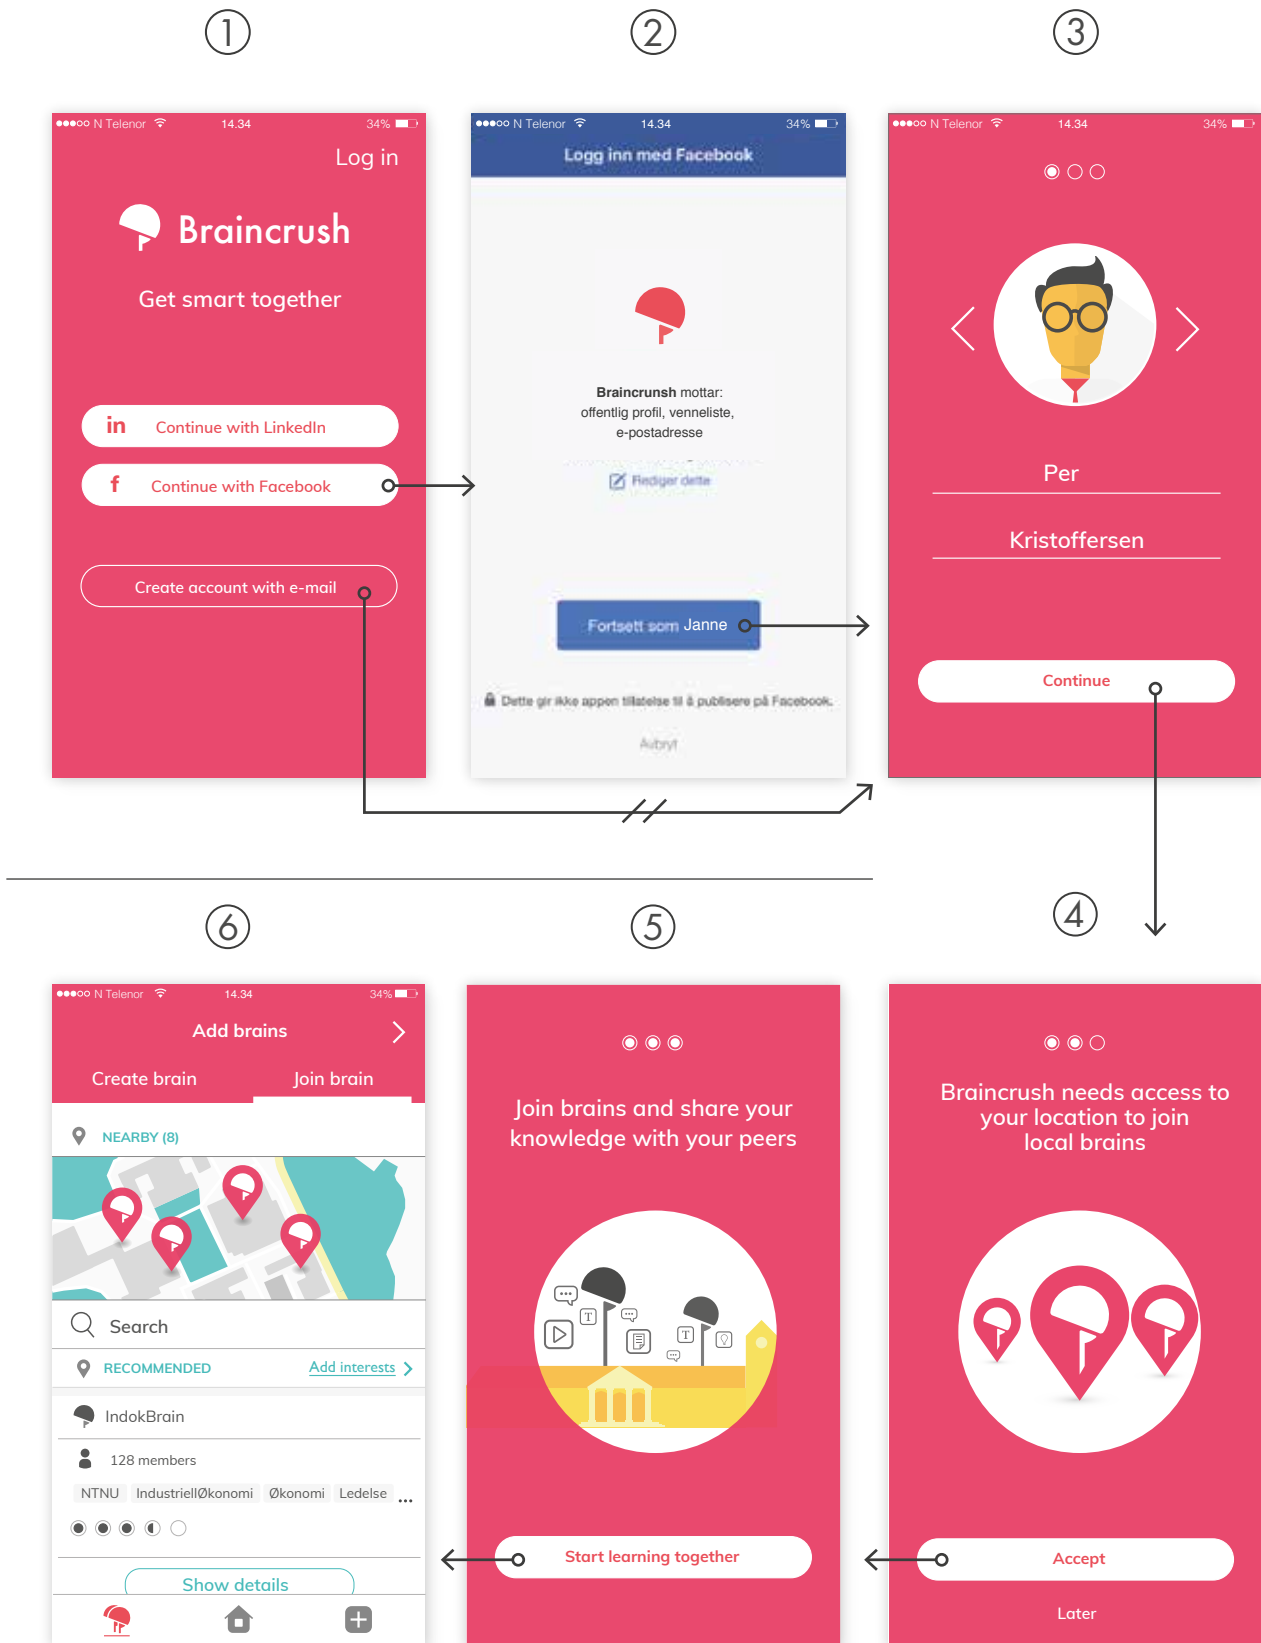 1
2
3
N Telenor 14.34 34%
Log in
Braincrush
Get smart together
in Continue with LinkedIn
f Continue with Facebook
Create account with e-mail
N Telenor 14.34 34%
Logg inn med Facebook
Braincrunsh mottar:
offentlig profil, venneliste,
e-postadresse
Rediger dette
Fortsett som Janne
Dette gir ikke appen tillatelse til å publisere på Facebook.
Avbryt
N Telenor 14.34 34%
Per
Kristoffersen
Continue
6
5
4
N Telenor 14.34 34%
Add brains
Create brain Join brain
NEARBY (8)
Search
RECOMMENDED Add interests
IndokBrain
128 members
NTNU IndustriellØkonomi Økonomi Ledelse ...
Show details
Join brains and share your
knowledge with your peers
T
T
Start learning together
Braincrush needs access to
your location to join
local brains
Accept
Later